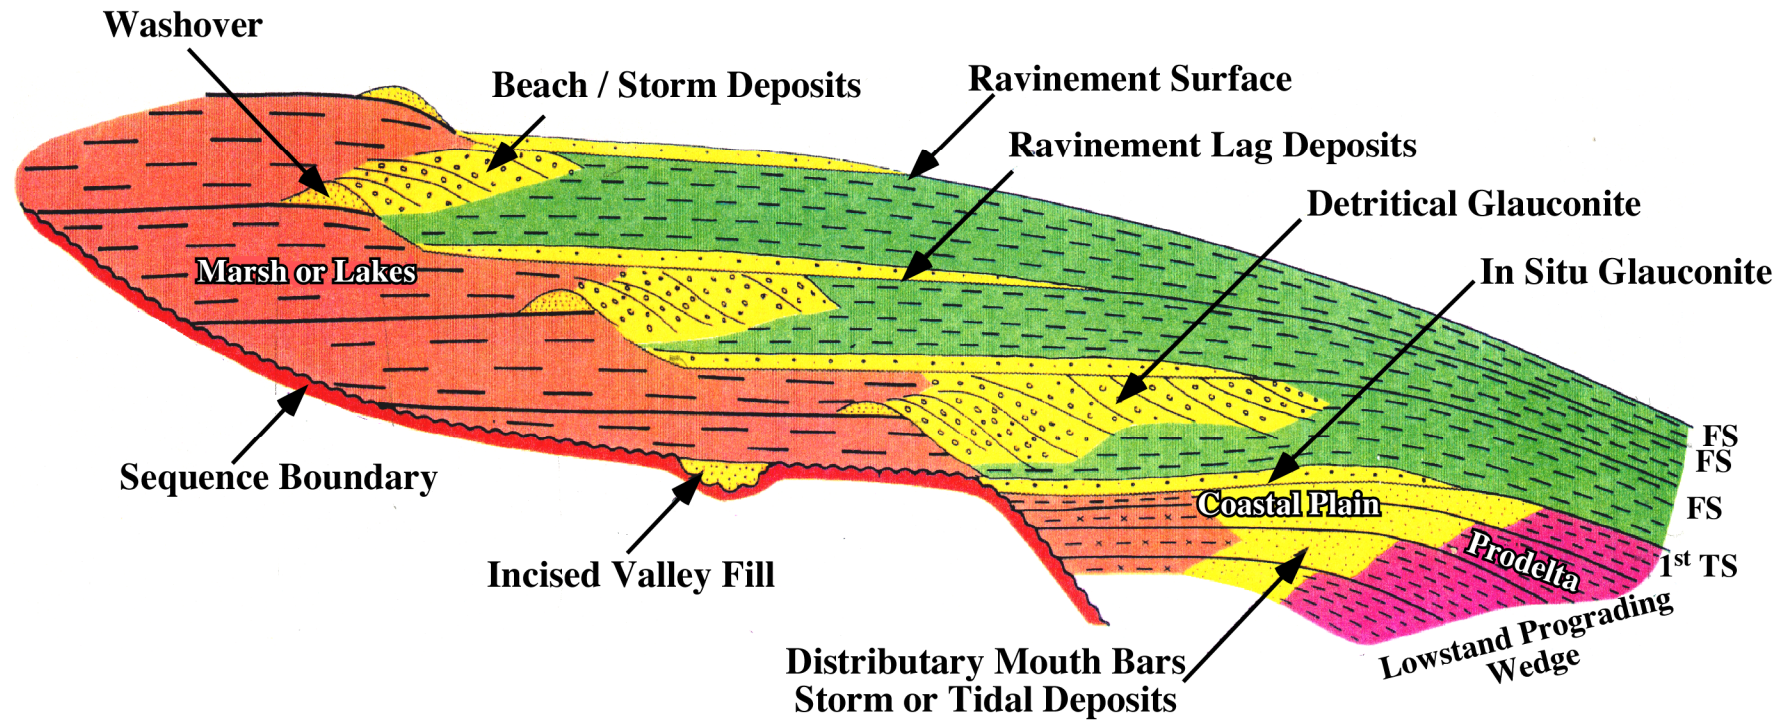 Washover
Beach / Storm Deposits
Ravinement Surface
Ravinement Lag Deposits
Detritical Glauconite
In Situ Glauconite
Marsh or Lakes
Sequence Boundary
Incised Valley Fill
Coastal Plain
Prodelta
FS
FS
FS
1st TS
Lowstand Prograding
Wedge
Distributary Mouth Bars
Storm or Tidal Deposits